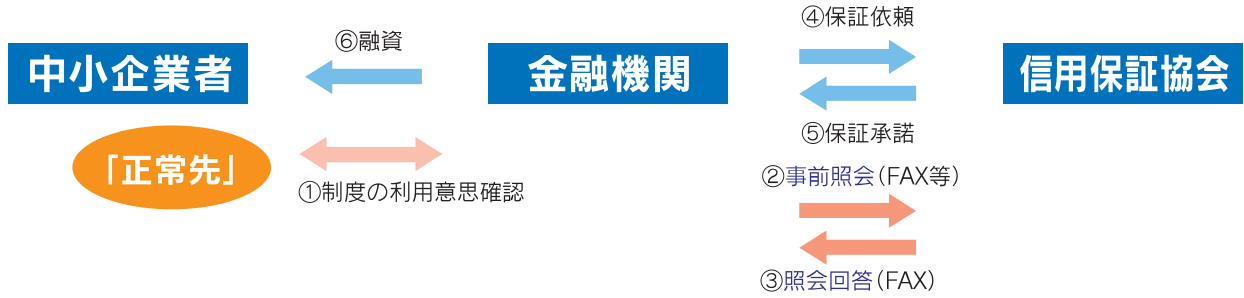 ④保証依頼
⑥融資
中小企業者
金融機関
信用保証協会
⑤保証承諾
「正常先」
②事前照会(FAX等)
①制度の利用意思確認
③照会回答(FAX)